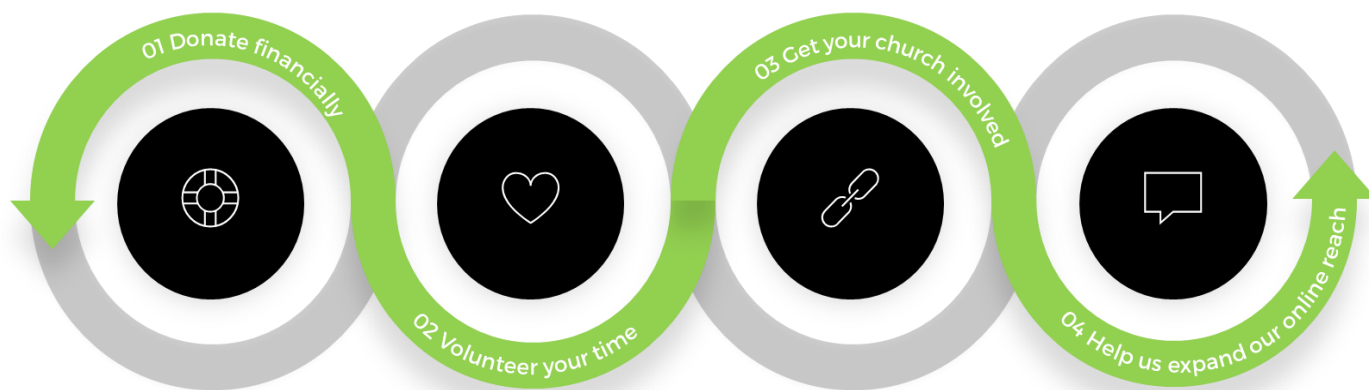 01 Donate financially
02 Volunteer your time
03 Get your church involved
04 Help us expand our online reach